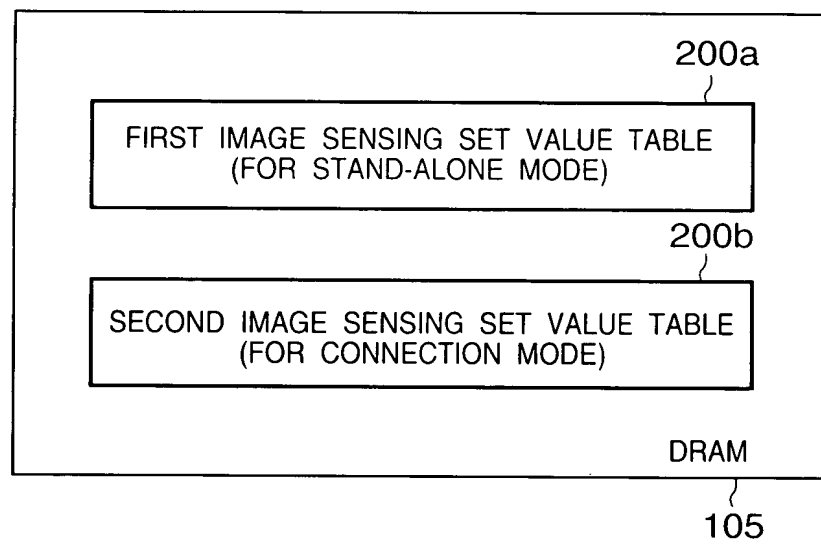 200a
FIRST IMAGE SENSING SET VALUE TABLE
(FOR STAND-ALONE MODE)
200b
SECOND IMAGE SENSING SET VALUE TABLE
(FOR CONNECTION MODE)
DRAM
105